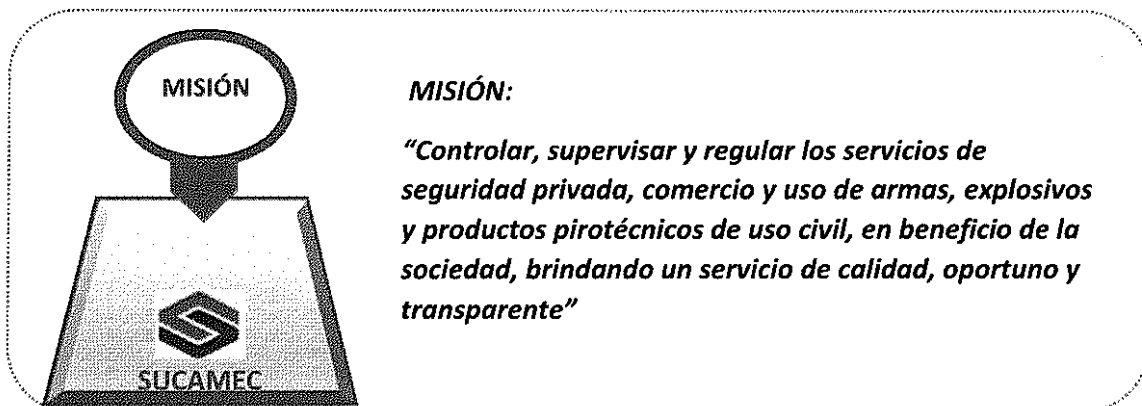 MISIÓN
MISIÓN:
“Controlar, supervisar y regular los servicios de
seguridad privada, comercio y uso de armas, explosivos
y productos pirotécnicos de uso civil, en beneficio de la
sociedad, brindando un servicio de calidad, oportuno y
transparente”
SUCAMEC